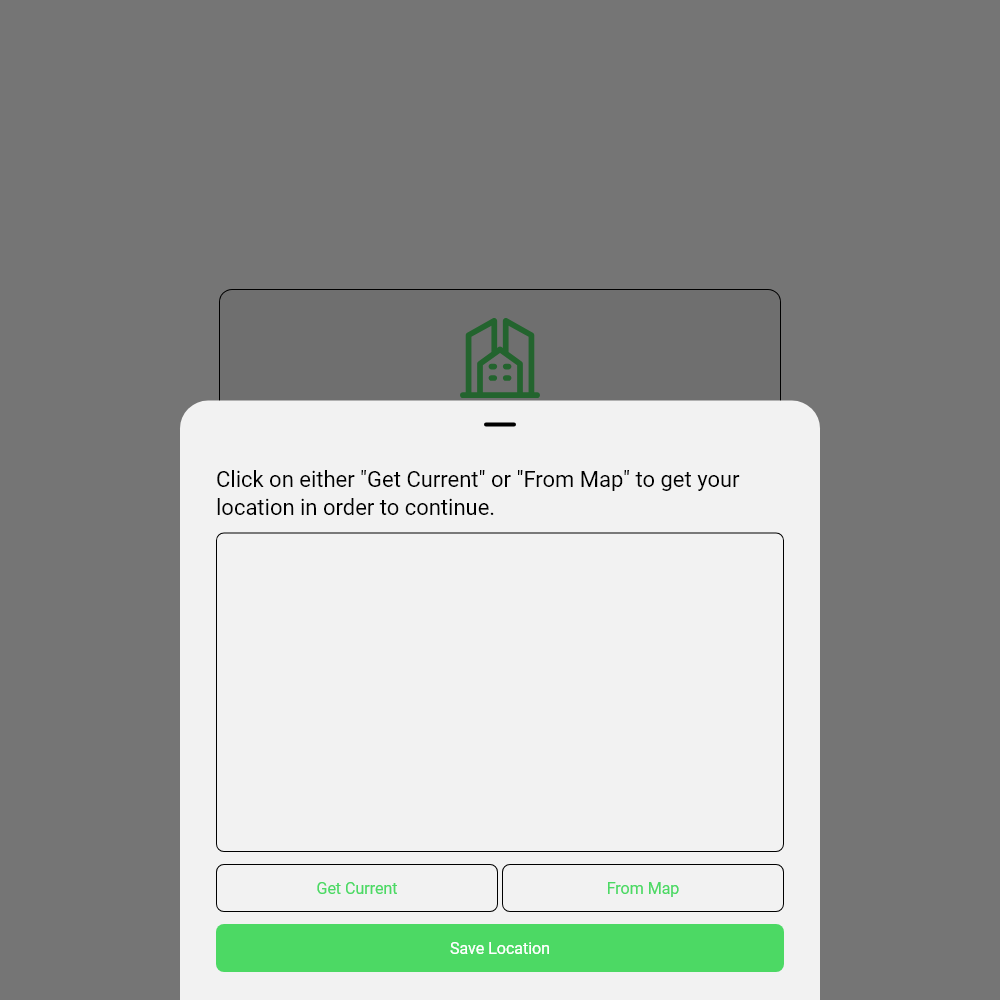 Click on either "Get Current" or "From Map" to get your
location in order to continue.
Get Current
From Map
Save Location